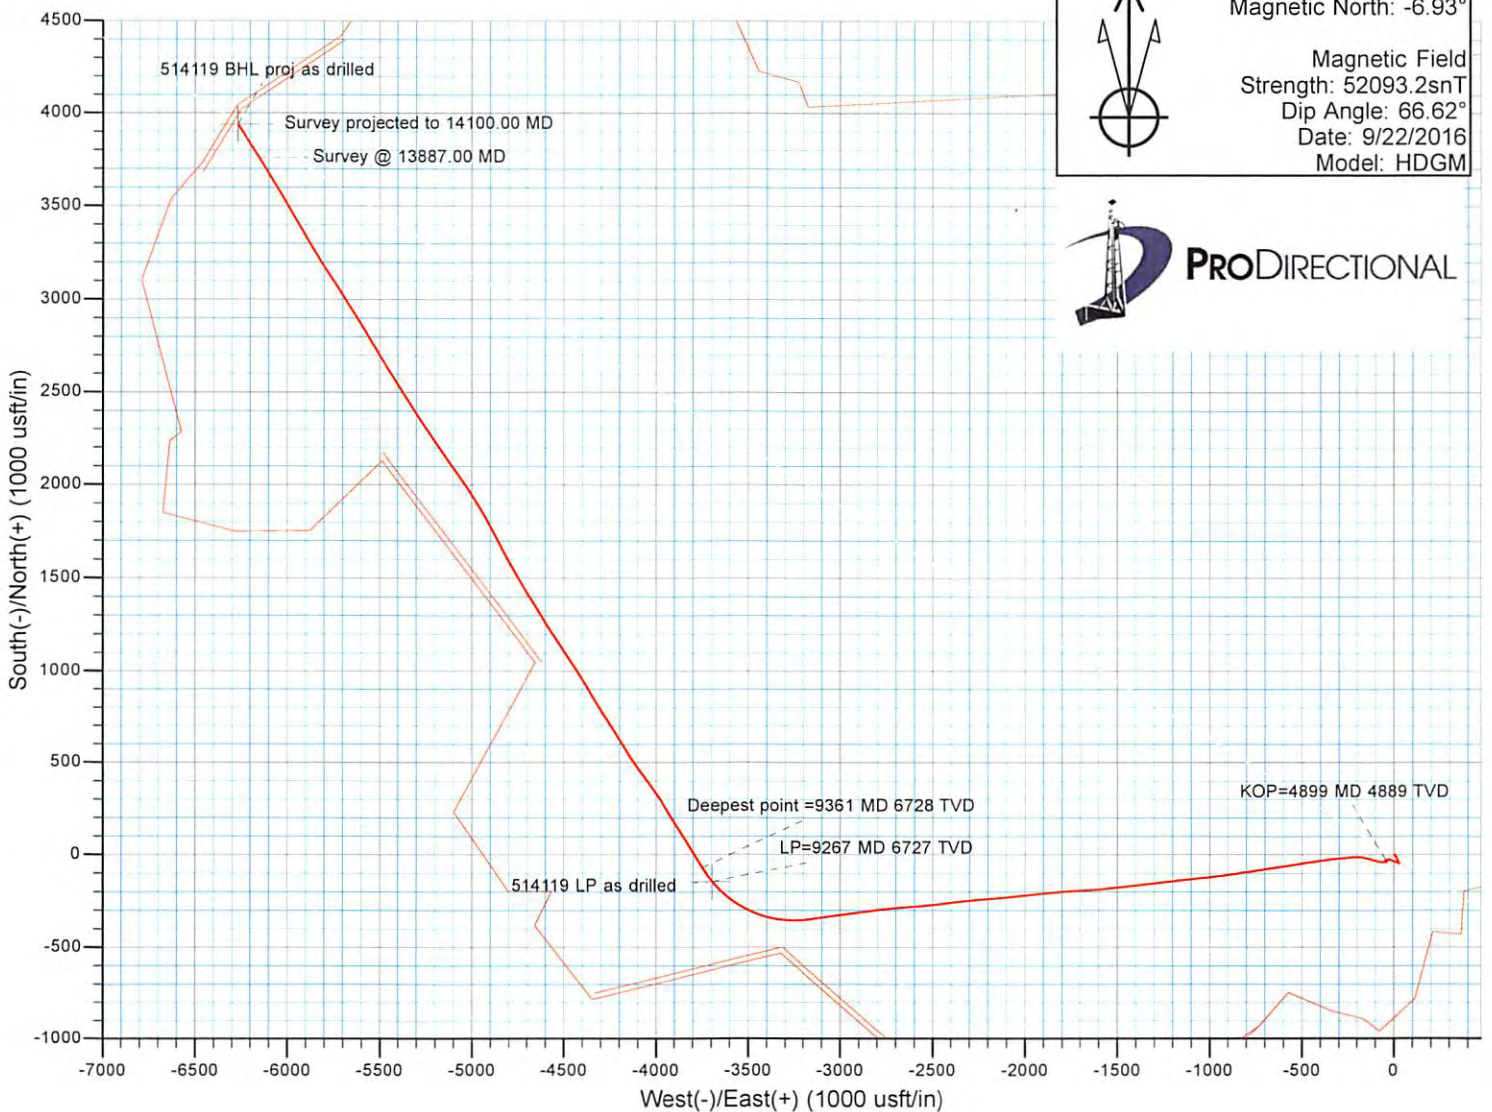 Magnetic North: -6.93°
Magnetic Field
Strength: 52093.2snT
Dip Angle: 66.62°
Date: 9/22/2016
Model: HDGM
PRODIRECTIONAL
4500
4000
3500
3000
2500
2000
1500
1000
500
0
-500
-1000
South(-)/North(+) (1000 usft/in)
514119 BHL proj as drilled
Survey projected to 14100.00 MD
Survey @ 13887.00 MD
KOP=4899 MD 4889 TVD
Deepest point =9361 MD 6728 TVD
LP=9267 MD 6727 TVD
514119 LP as drilled
-7000 -6500 -6000 -5500 -5000 -4500 -4000 -3500 -3000 -2500 -2000 -1500 -1000 -500 0
West(-)/East(+) (1000 usft/in)